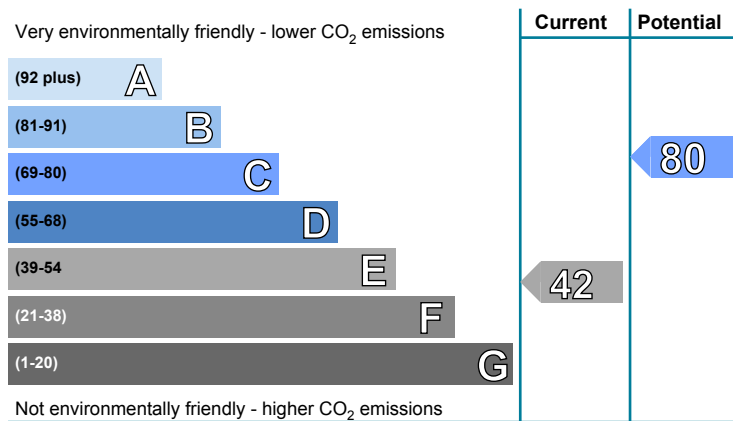 Current Potential
Very environmentally friendly - lower CO2 emissions
(92 plus) A
(81-91) B
(69-80) C
80
(55-68) D
(39-54 E
42
(21-38) F
(1-20) G
Not environmentally friendly - higher CO2 emissions